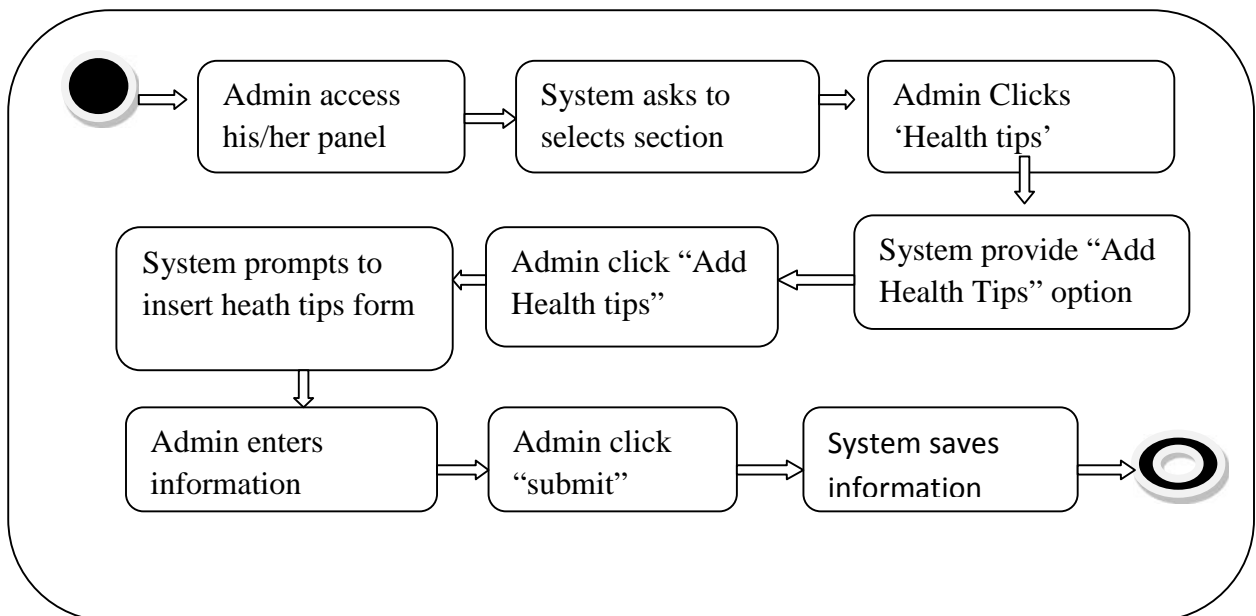 Admin access
his/her panel
System asks to
selects section
Admin Clicks
‘Health tips’
System provide “Add
Health Tips” option
Admin click “Add
Health tips”
System prompts to
insert heath tips form
Admin enters
information
Admin click
“submit”
System saves
information